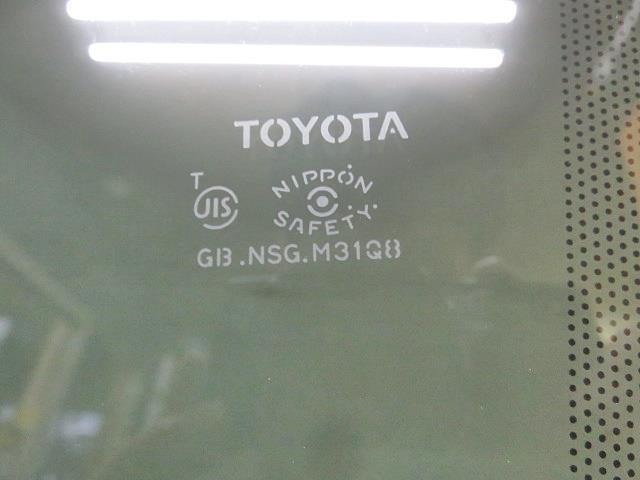 TOYOTA
T
JIS
NIPPON
SAFETY
GB.NSG.M31Q8